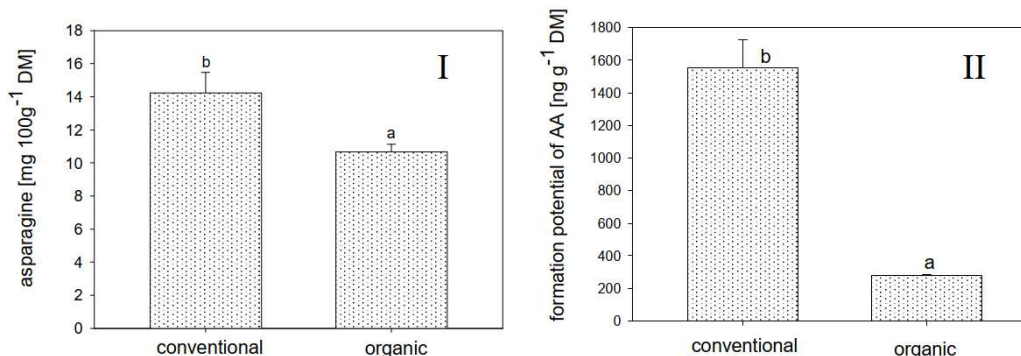 asparagine [mg 100g⁻¹ DM]
18
16
14
12
10
8
6
4
2
0
b
a
I
conventional organic
formation potential of AA [ng g⁻¹ DM]
1800
1600
1400
1200
1000
800
600
400
200
0
b
a
II
conventional organic